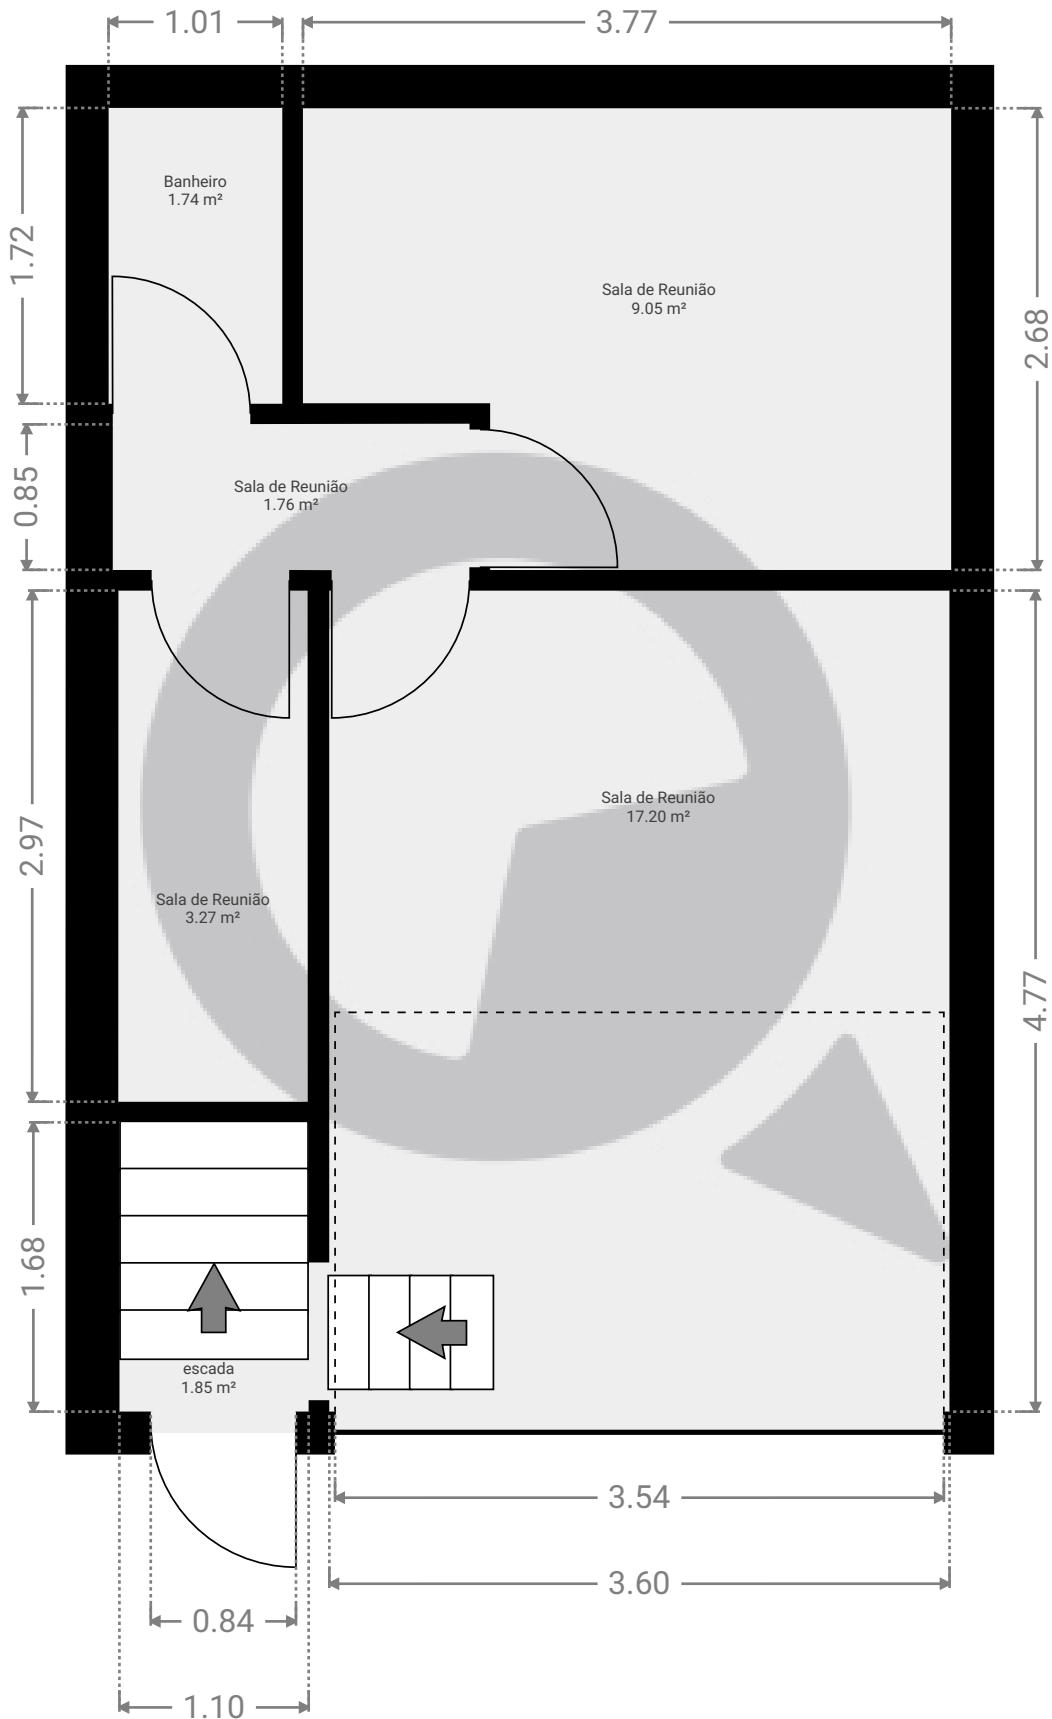 1.01
3.77
Banheiro
1.74 m²
1.72
Sala de Reunião
9.05 m²
2.68
0.85
Sala de Reunião
1.76 m²
Sala de Reunião
17.20 m²
2.97
Sala de Reunião
3.27 m²
4.77
1.68
escada
1.85 m²
3.54
3.60
0.84
1.10